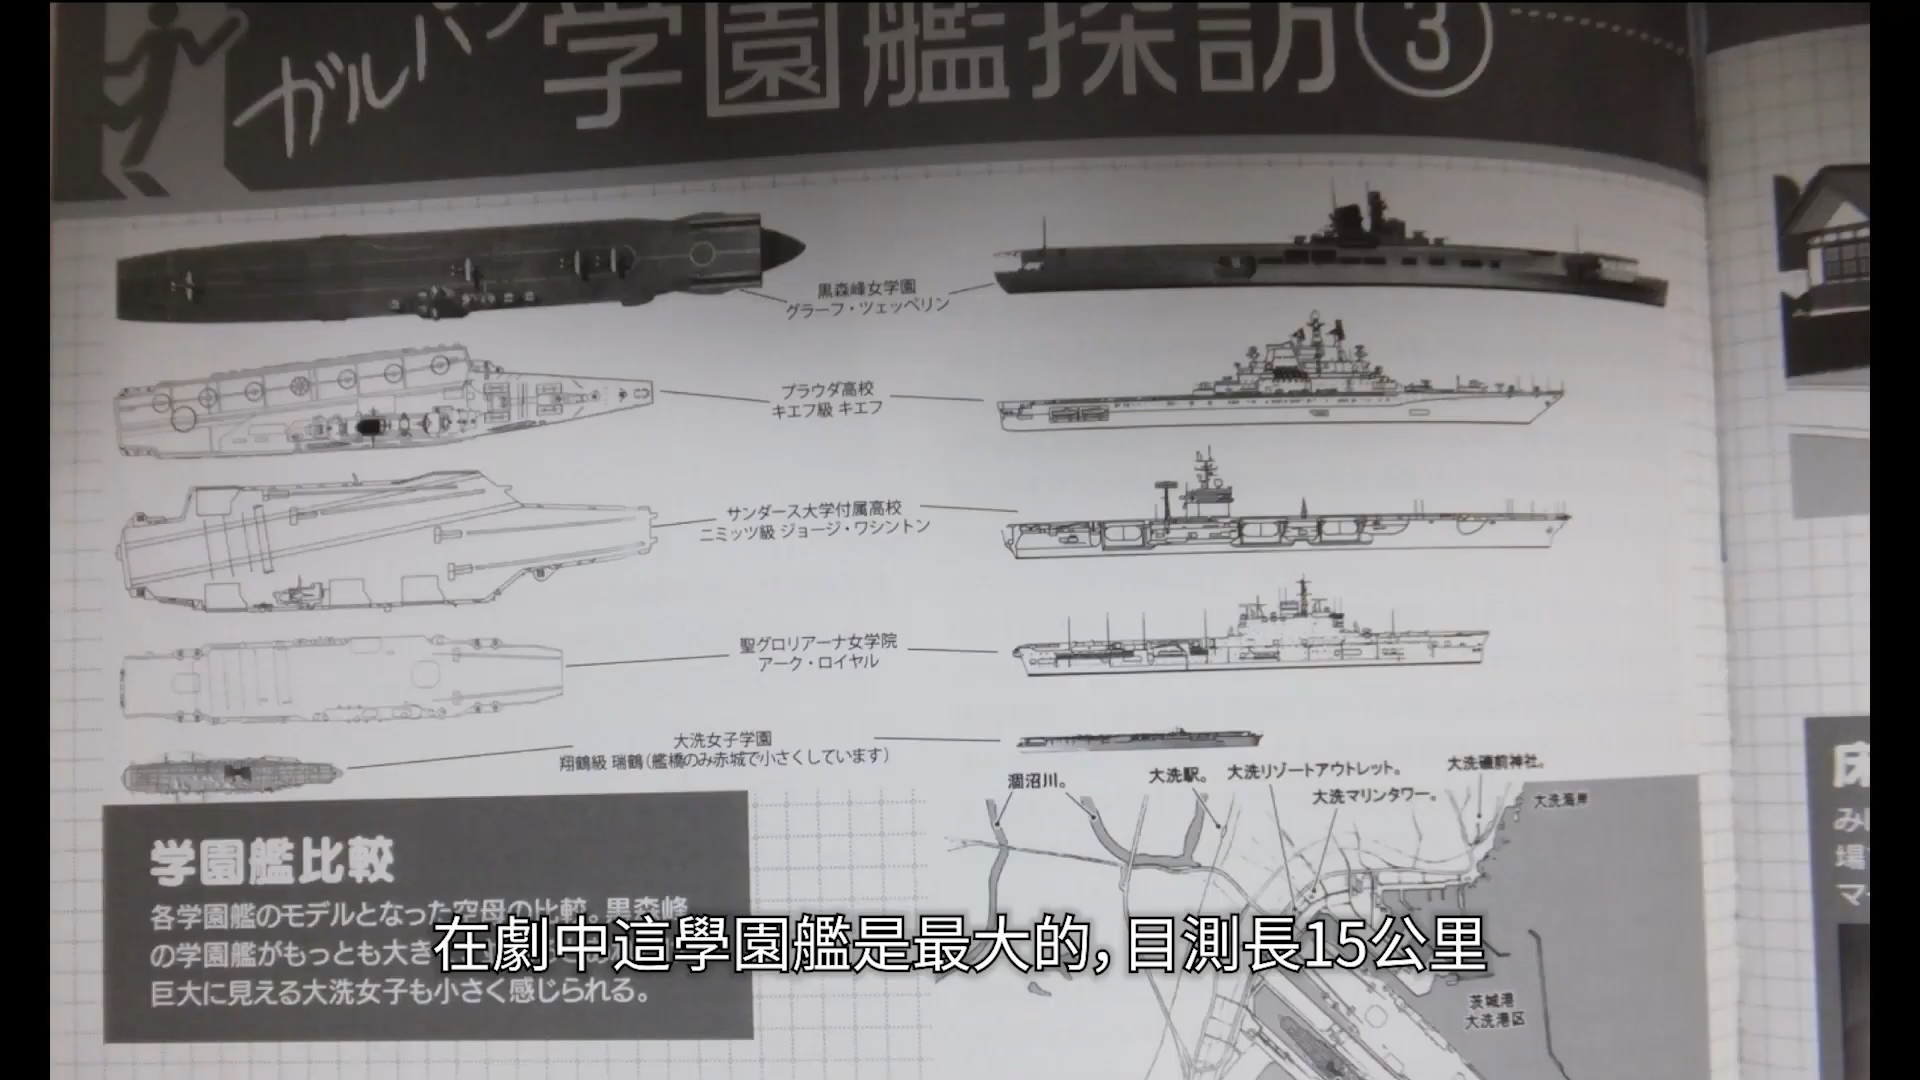 ガルパン
学園艦探訪③
黒森峰女学園
グラーフ・ツェッペリン
プラウダ高校
キエフ級 キエフ
サンダース大学付属高校
ニミッツ級 ジョージ・ワシントン
聖グロリアーナ女学院
アーク・ロイヤル
大洗女子学園
翔鶴級 瑞鶴(艦橋のみ赤城で小さくしています)
涸沼川。
大洗駅。
大洗リゾートアウトレット。
大洗マリンタワー。
大洗磯前神社。
大洗海岸
茨城港
大洗港区
学園艦比較
各学園艦のモデルとなった空母の比較。黒森峰
の学園艦がもっとも大き
巨大に見える大洗女子も小さく感じられる。
在劇中這學園艦是最大的,目測長15公里
床
み
場
マ